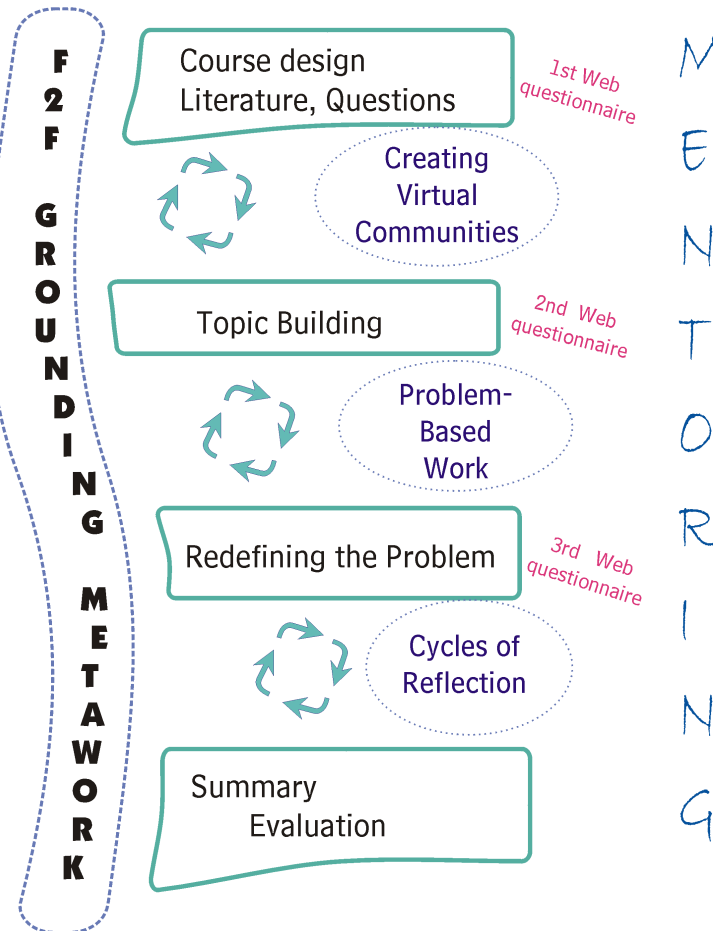 F2F GROUNDING METAWORK
Course design
Literature, Questions
1st Web
questionnaire
Creating
Virtual
Communities
Topic Building
2nd Web
questionnaire
Problem-
Based
Work
Redefining the Problem
3rd Web
questionnaire
Cycles of
Reflection
Summary
Evaluation
MENTORING